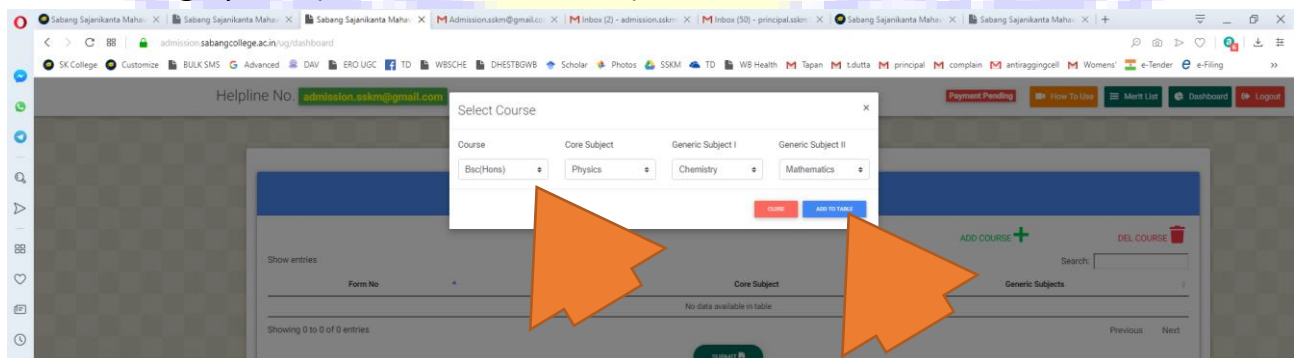 Sabang Sajanikanta Maha
Sabang Sajanikanta Maha
Sabang Sajanikanta Mahav
Admission.sskm@gmail.co
Inbox (2) - admission.sskm
Inbox (50) - principal.sskm
Sabang Sajanikanta Maha
Sabang Sajanikanta Maha
admission.sabangcollege.ac.in/ug/dashboard
SK College Customize BULK SMS Advanced DAV ERO UGC TD WBSCHE DHESTBGWB Scholar Photos SSKM TD WB Health Tapan t.dutta principal complain antiraggingcell Womens' e-Tender e-Filing
Helpline No. admission.sskm@gmail.com
Payment Pending How To Use Merit List Dashboard Logout
Select Course ×
Course Core Subject Generic Subject I Generic Subject II
Bsc(Hons) Physics Chemistry Mathematics
CLOSE ADD TO TABLE
ADD COURSE DEL COURSE
Show entries Search:
Form No Core Subject Generic Subjects
No data available in table
Showing 0 to 0 of 0 entries Previous Next
SUBMIT